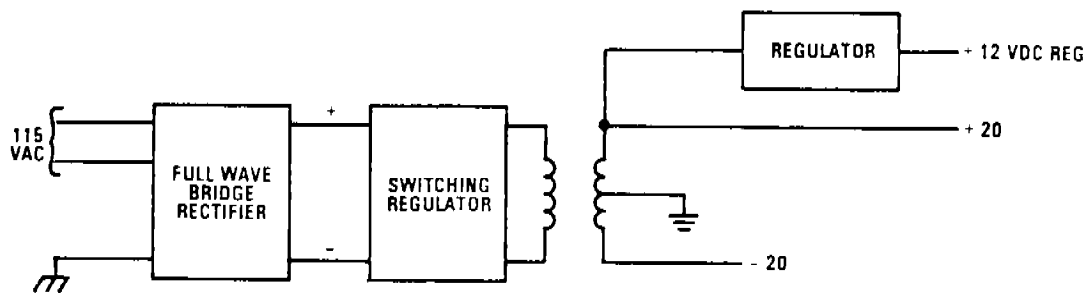 REGULATOR
+ 12 VDC REG
+ 20
115
VAC
+
FULL WAVE
BRIDGE
RECTIFIER
SWITCHING
REGULATOR
-
- 20